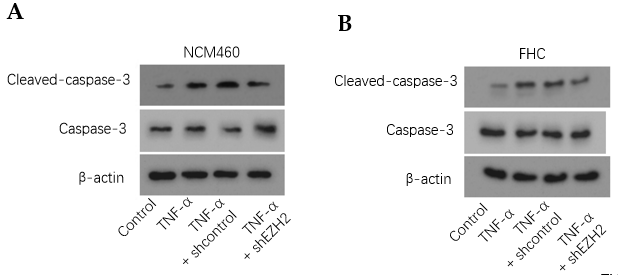 A
NCM460
Cleaved-caspase-3
Caspase-3
β-actin
Control
TNF-α
TNF-α
+ shcontrol
TNF-α
+ shEZH2
B
FHC
Cleaved-caspase-3
Caspase-3
β-actin
Control
TNF-α
TNF-α
+ shcontrol
TNF-α
+ shEZH2